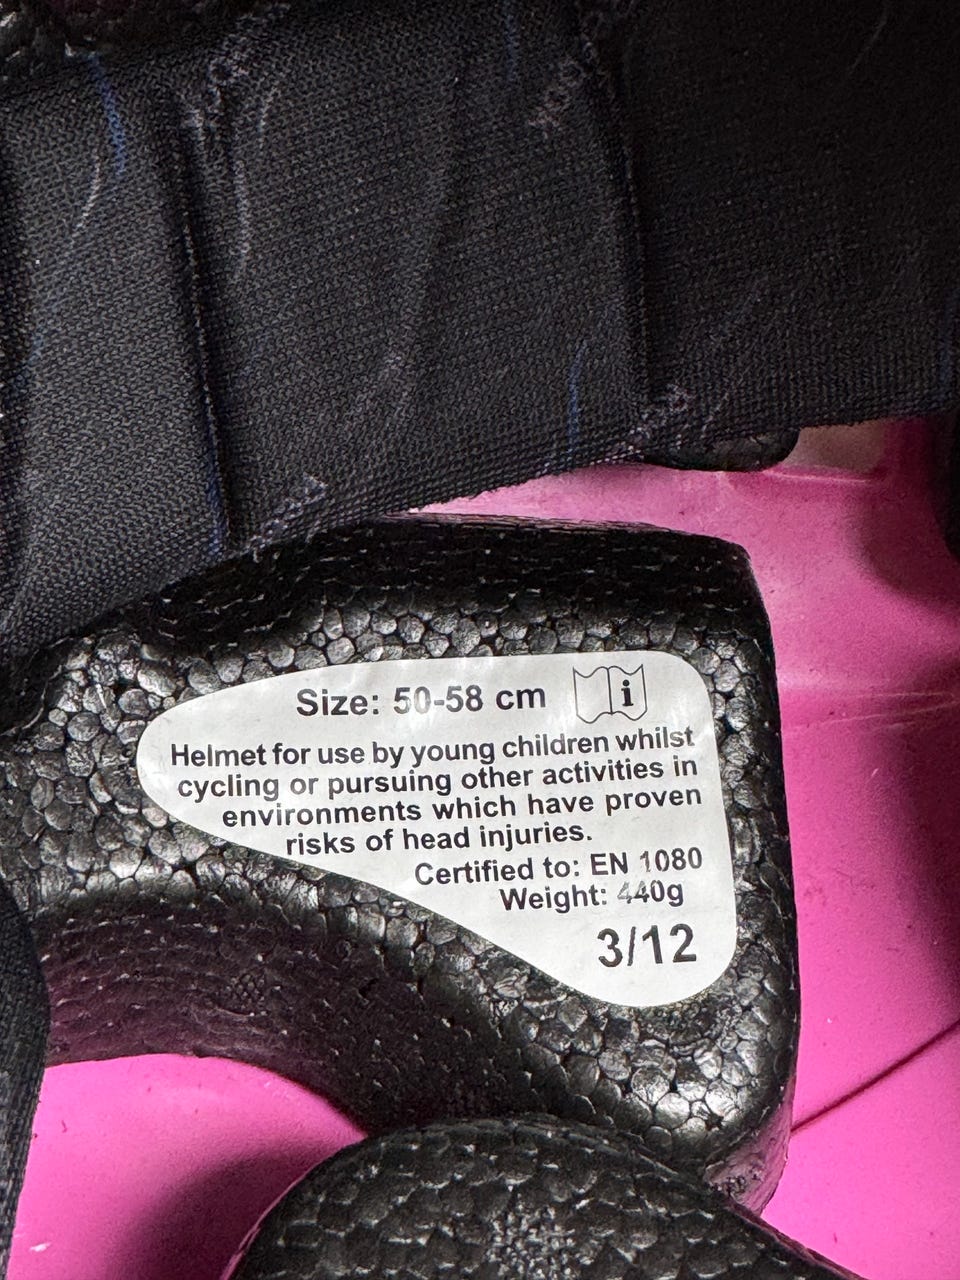 Size: 50-58 cm i
Helmet for use by young children whilst
cycling or pursuing other activities in
environments which have proven
risks of head injuries.
Certified to: EN 1080
Weight: 440g
3/12